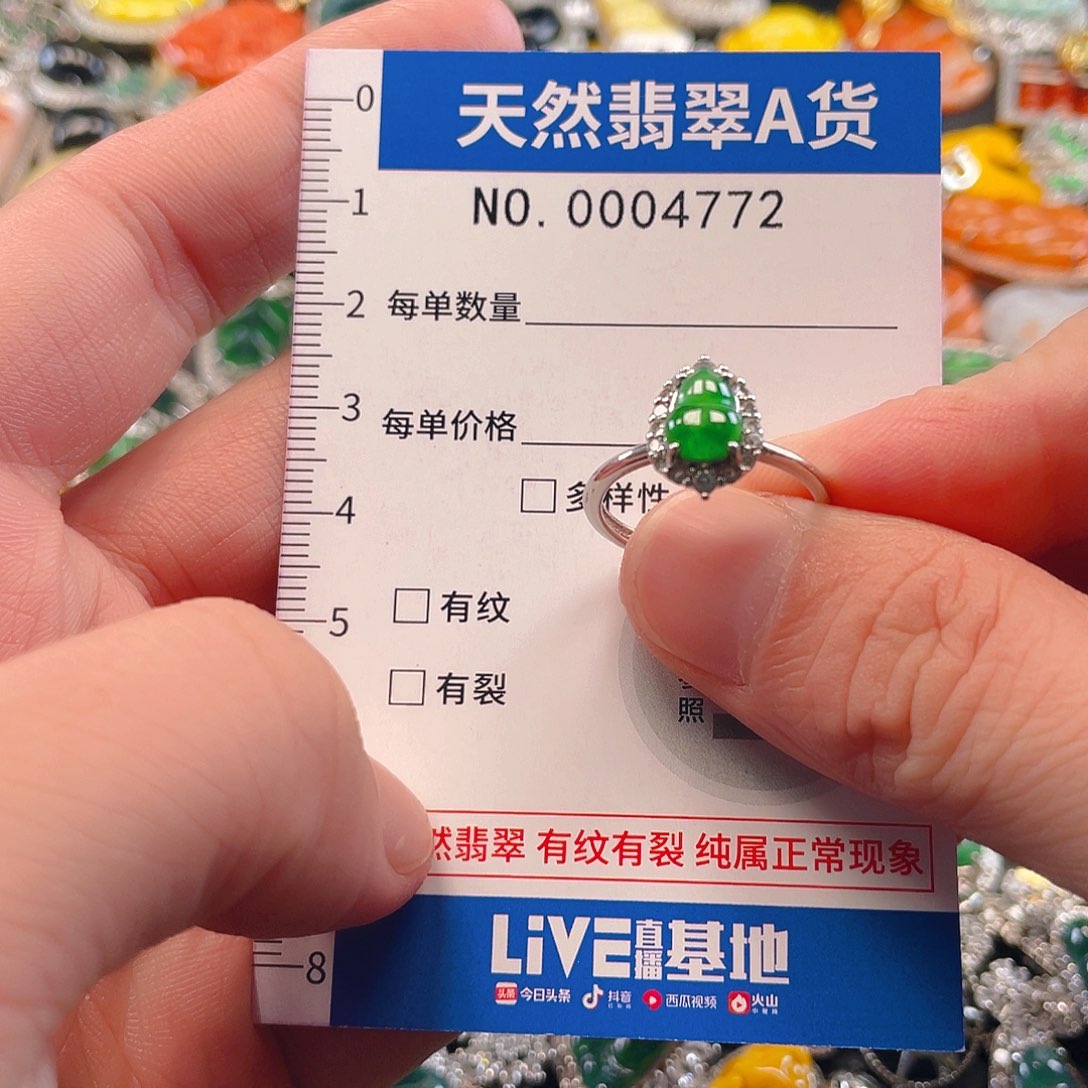 天然翡翠A货
0
NO. 0004772
1
2 每单数量
3 每单价格
4 多样性
5 有纹
有裂
照
然翡翠 有纹有裂 纯属正常现象
LiVE直播基地
8
头条 今日头条 抖音 西瓜视频 火山